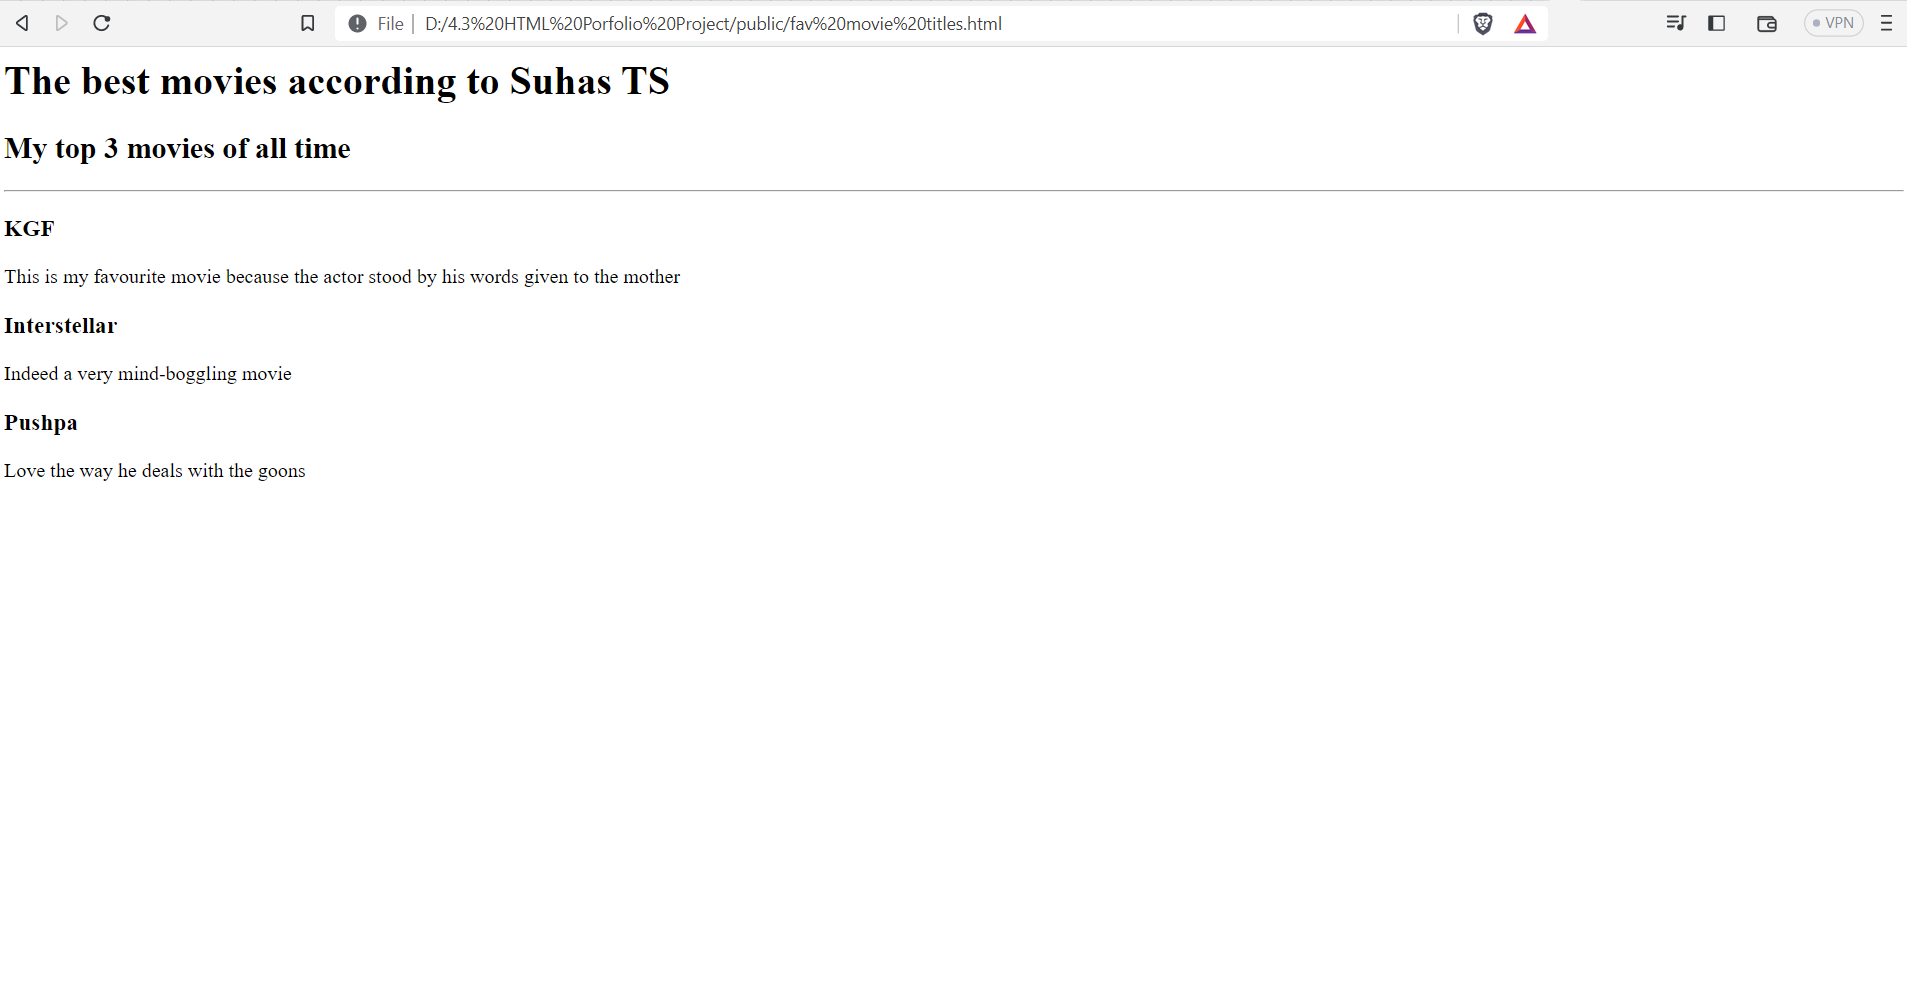 File | D:/4.3%20HTML%20Porfolio%20Project/public/fav%20movie%20titles.html
VPN
The best movies according to Suhas TS
My top 3 movies of all time
KGF
This is my favourite movie because the actor stood by his words given to the mother
Interstellar
Indeed a very mind-boggling movie
Pushpa
Love the way he deals with the goons